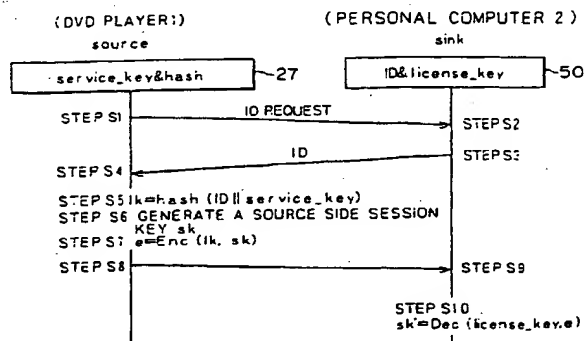 (DVD PLAYER1)
source
service_key&hash
27
(PERSONAL COMPUTER 2)
sink
ID&license_key
50
STEP S1
ID REQUEST
STEP S2
ID
STEP S3
STEP S4
STEP S5 lk=hash (ID || service_key)
STEP S6 GENERATE A SOURCE SIDE SESSION
KEY sk
STEP S7 e=Enc (lk, sk)
STEP S8
STEP S9
STEP S10
sk'=Dec (license_key.e)